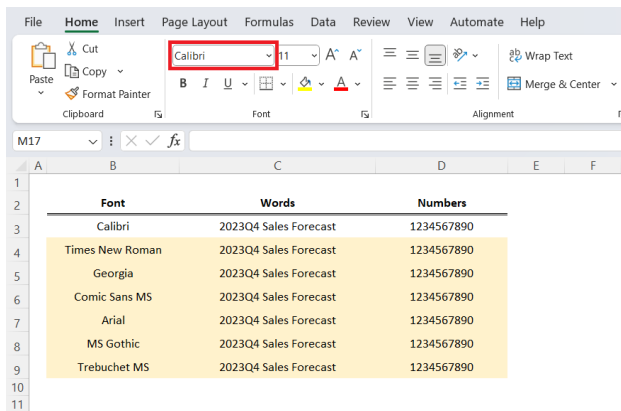 File Home Insert Page Layout Formulas Data Review View Automate Help
Cut
Calibri 11 A^ A˅
ab Wrap Text
Paste
Copy
B I U A
Merge & Center
Format Painter
Clipboard Font Alignment
M17 fx
A B C D E F
1
2 Font Words Numbers
3 Calibri 2023Q4 Sales Forecast 1234567890
4 Times New Roman 2023Q4 Sales Forecast 1234567890
5 Georgia 2023Q4 Sales Forecast 1234567890
6 Comic Sans MS 2023Q4 Sales Forecast 1234567890
7 Arial 2023Q4 Sales Forecast 1234567890
8 MS Gothic 2023Q4 Sales Forecast 1234567890
9 Trebuchet MS 2023Q4 Sales Forecast 1234567890
10
11